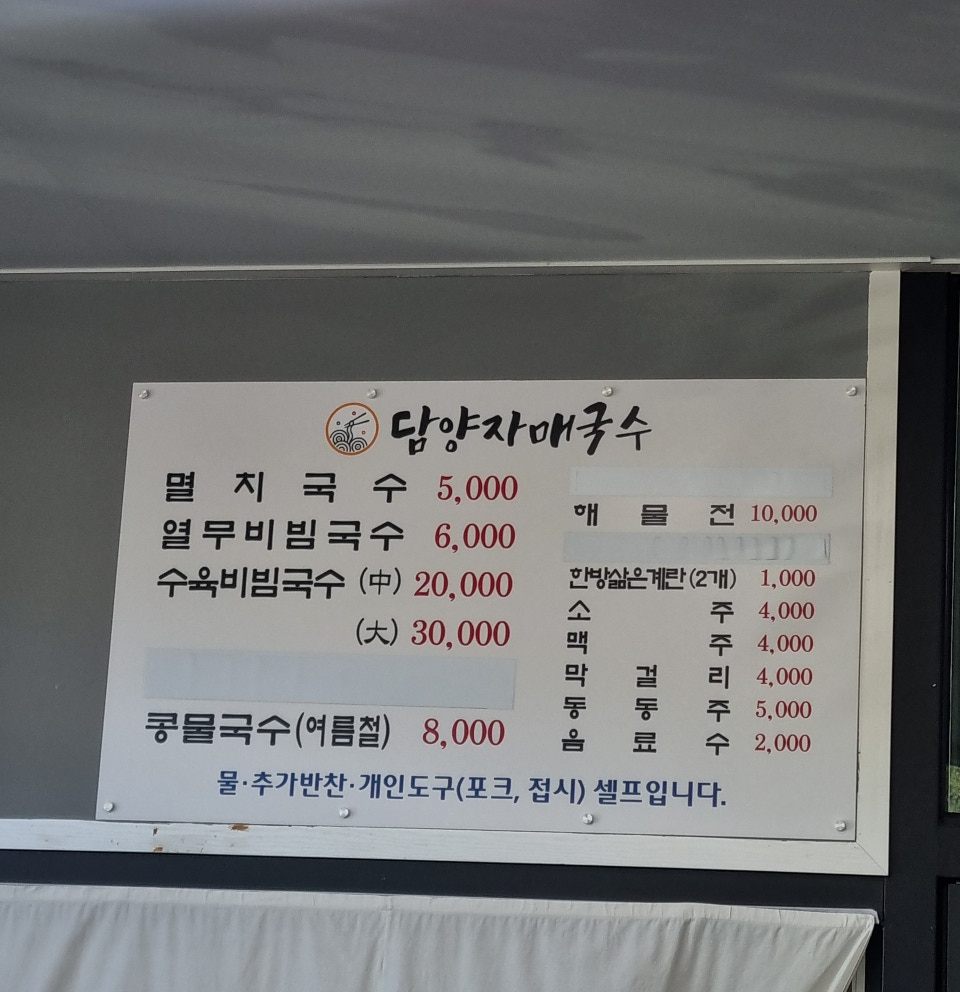 담양자매국수
멸치국수 5,000
열무비빔국수 6,000
수육비빔국수 (中) 20,000
(大) 30,000
콩물국수(여름철) 8,000
해물전 10,000
한방삶은계란(2개) 1,000
소주 4,000
맥주 4,000
막걸리 4,000
동동주 5,000
음료수 2,000
물·추가반찬·개인도구(포크, 접시) 셀프입니다.